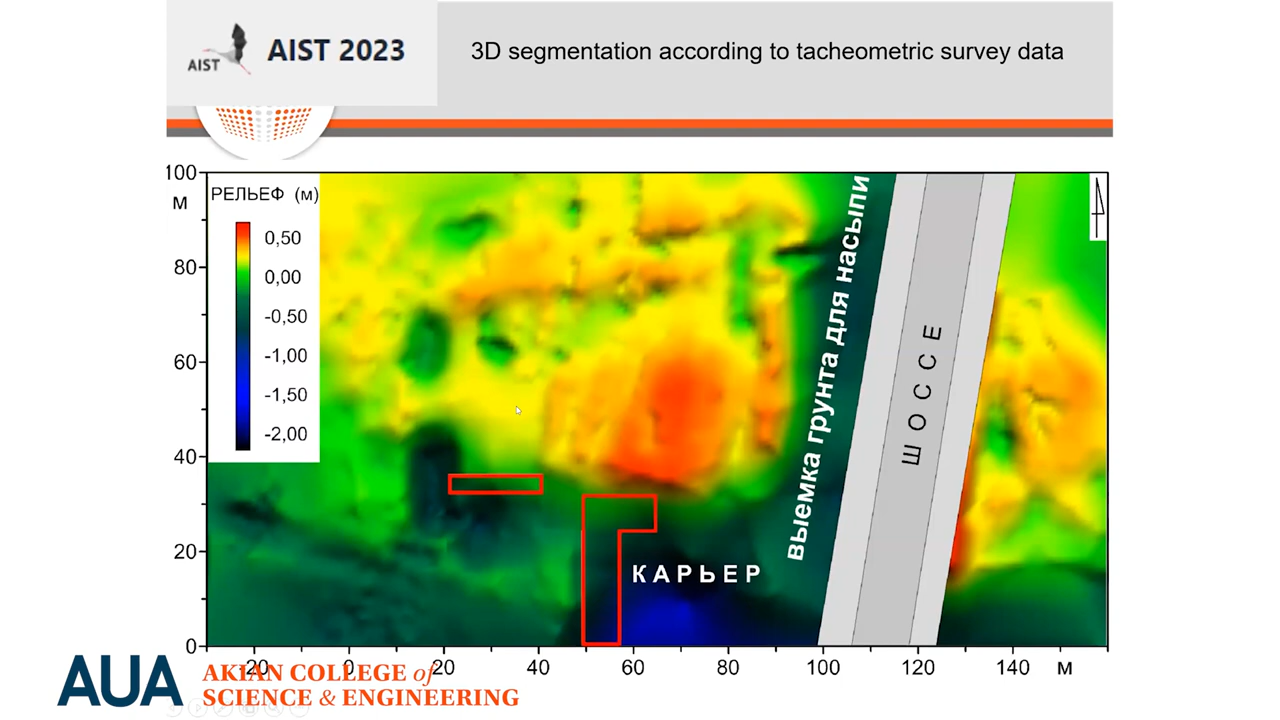 AIST
AIST 2023
3D segmentation according to tacheometric survey data
РЕЛЬЕФ (м)
0,50
0,00
-0,50
-1,00
-1,50
-2,00
100
м
80
60
40
20
0
выемка грунта для насыпи
ШОССЕ
КАРЬЕР
-20
0
20
40
60
80
100
120
140
м
AUA
AKIAN COLLEGE of
SCIENCE & ENGINEERING